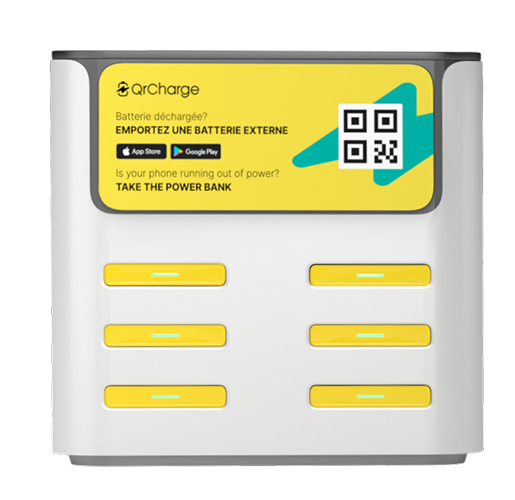 QrCharge
Batterie déchargée?
EMPORTEZ UNE BATTERIE EXTERNE
App Store
Google Play
Is your phone running out of power?
TAKE THE POWER BANK